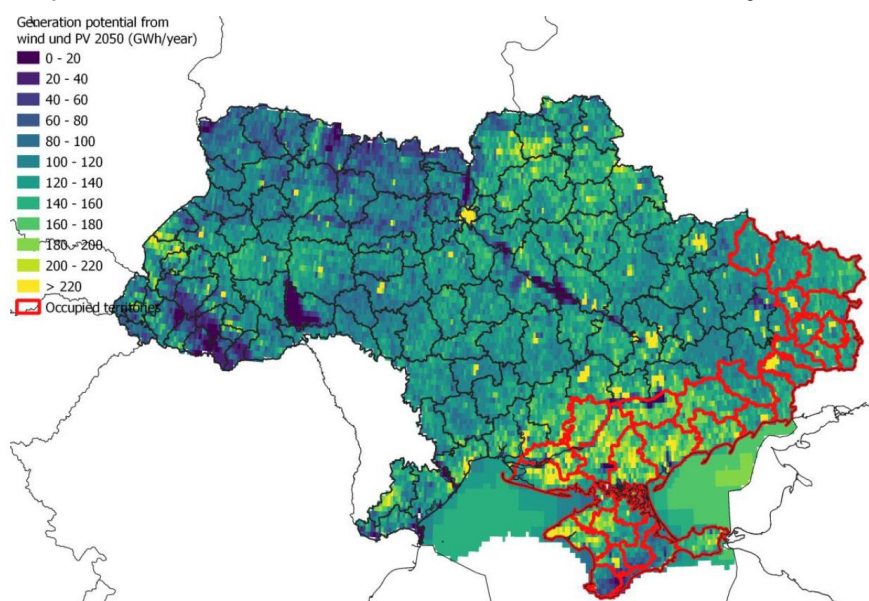 Generation potential from
wind und PV 2050 (GWh/year)
0 - 20
20 - 40
40 - 60
60 - 80
80 - 100
100 - 120
120 - 140
140 - 160
160 - 180
180 - 200
200 - 220
> 220
Occupied territories